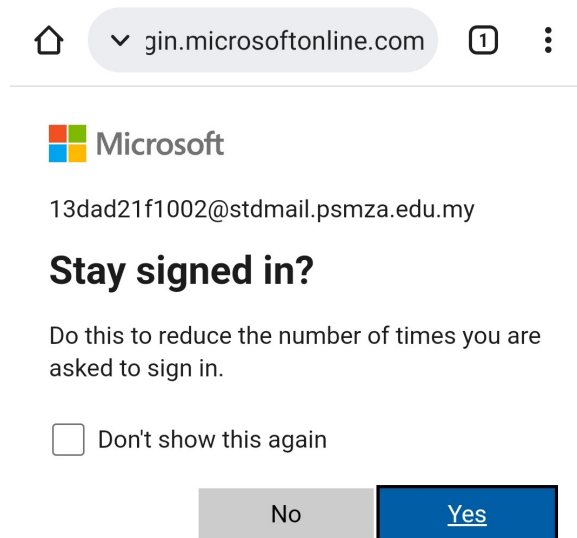 gin.microsoftonline.com
1
Microsoft
13dad21f1002@stdmail.psmza.edu.my
Stay signed in?
Do this to reduce the number of times you are
asked to sign in.
Don't show this again
No Yes